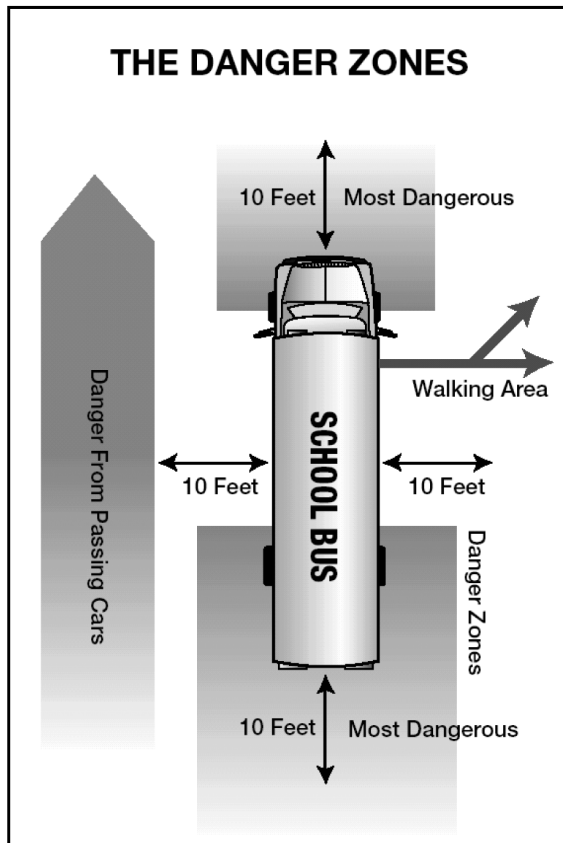 THE DANGER ZONES
10 Feet
Most Dangerous
Walking Area
Danger From Passing Cars
SCHOOL BUS
10 Feet
10 Feet
Danger Zones
10 Feet
Most Dangerous